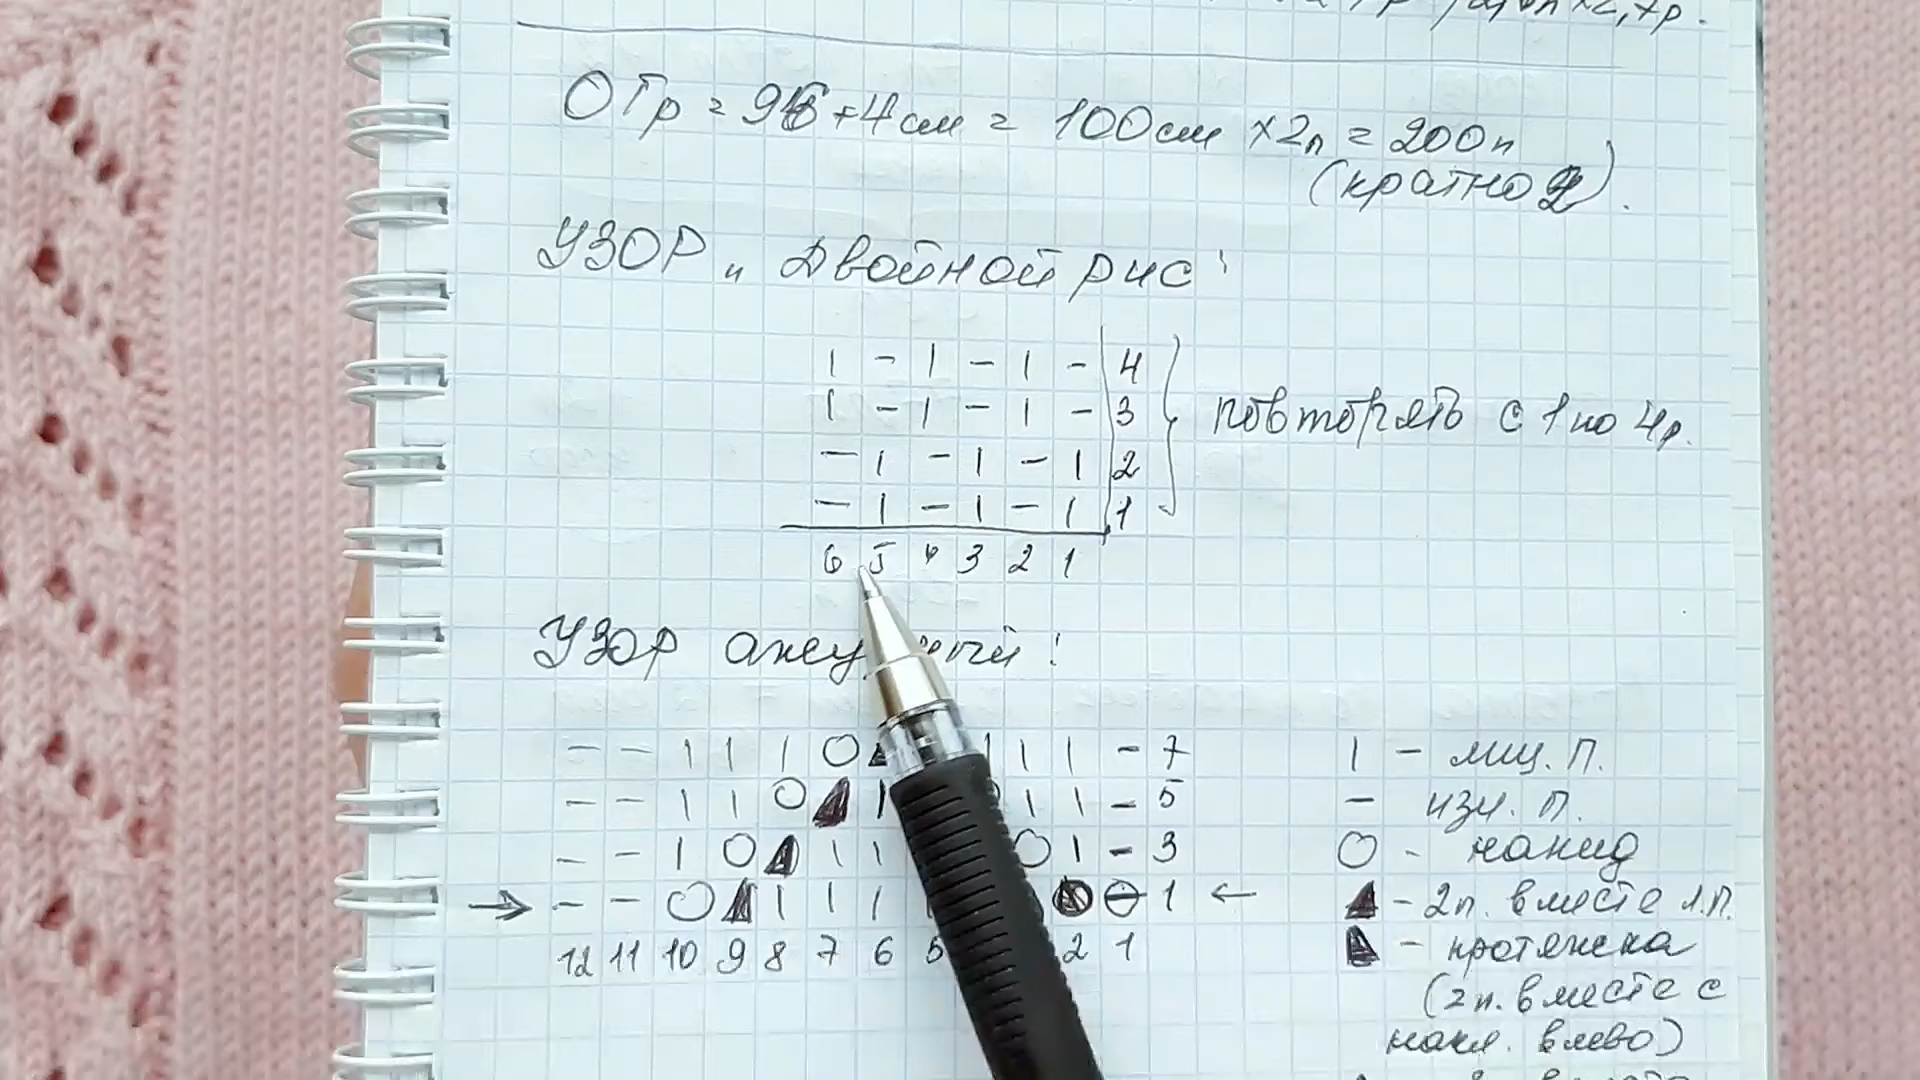 ОГр = 96+4см = 100см ×2п = 200п
(кратно 2).
Узор „Двойной рис"
| - | - | - 4
| - | - | - 3
- | - | - | 2
- | - | - | 1
повторять с 1 по 4р.
6 5 4 3 2 1
Узор
- - | | | O | | - 7
- - | | O ◢ | | | - 5
- - | O ◢ | | O | - 3
→ - - O ◢ | | | 1 ←
12 11 10 9 8 7 6 5 2 1
| - лиц. п.
— изн. п.
O - накид
◢ - 2п. вместе л.п.
◣ - протяжка
(2п. вместе с
накл. влево)